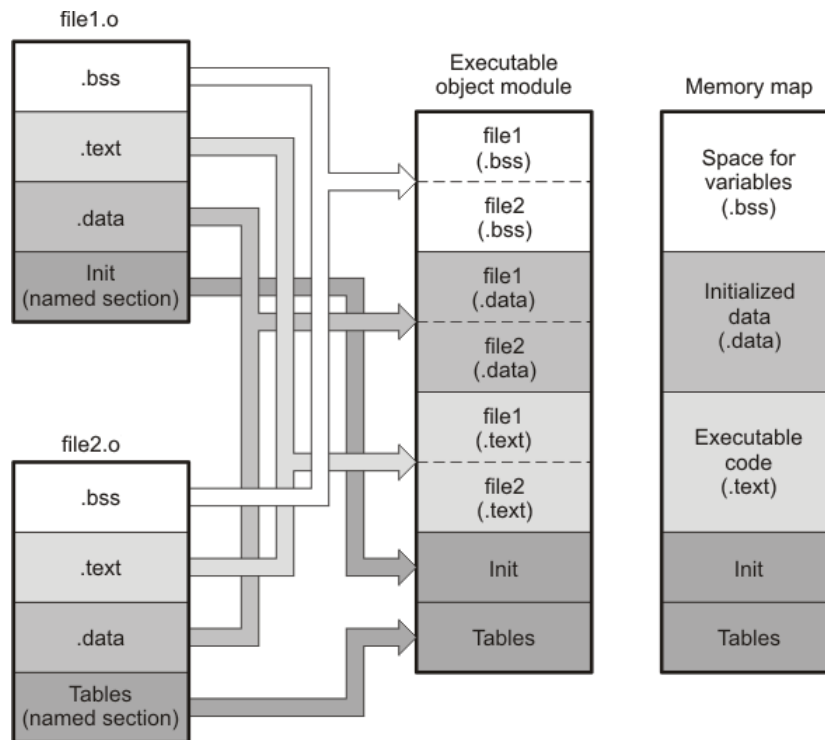 file1.o
.bss
.text
.data
Init
(named section)
file2.o
.bss
.text
.data
Tables
(named section)
Executable
object module
file1
(.bss)
file2
(.bss)
file1
(.data)
file2
(.data)
file1
(.text)
file2
(.text)
Init
Tables
Memory map
Space for
variables
(.bss)
Initialized
data
(.data)
Executable
code
(.text)
Init
Tables